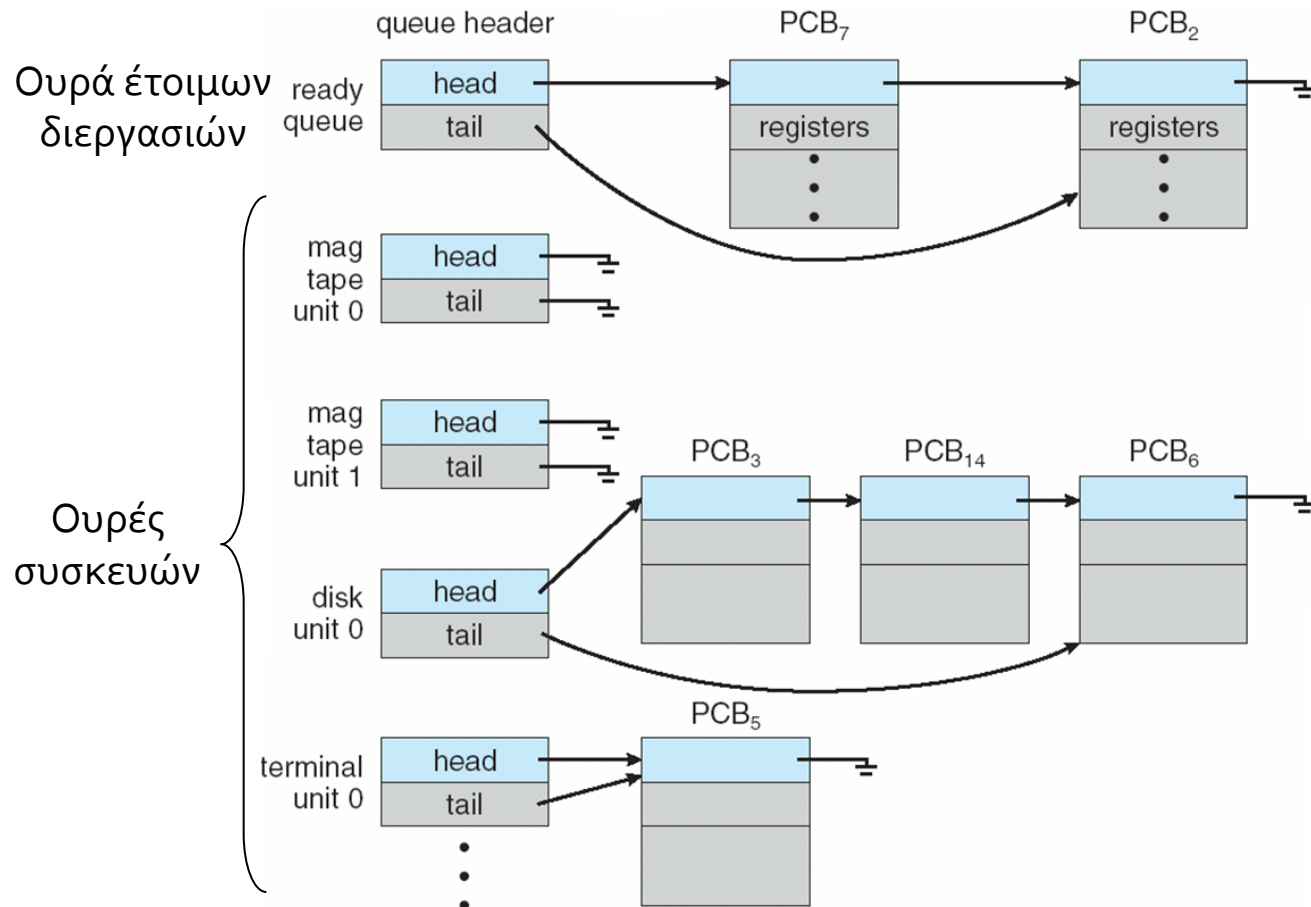 queue header
PCB₇
PCB₂
Ουρά έτοιμων
διεργασιών
ready
queue
head
tail
registers
registers
mag
tape
unit 0
head
tail
mag
tape
unit 1
head
tail
PCB₃
PCB₁₄
PCB₆
Ουρές
συσκευών
disk
unit 0
head
tail
PCB₅
terminal
unit 0
head
tail